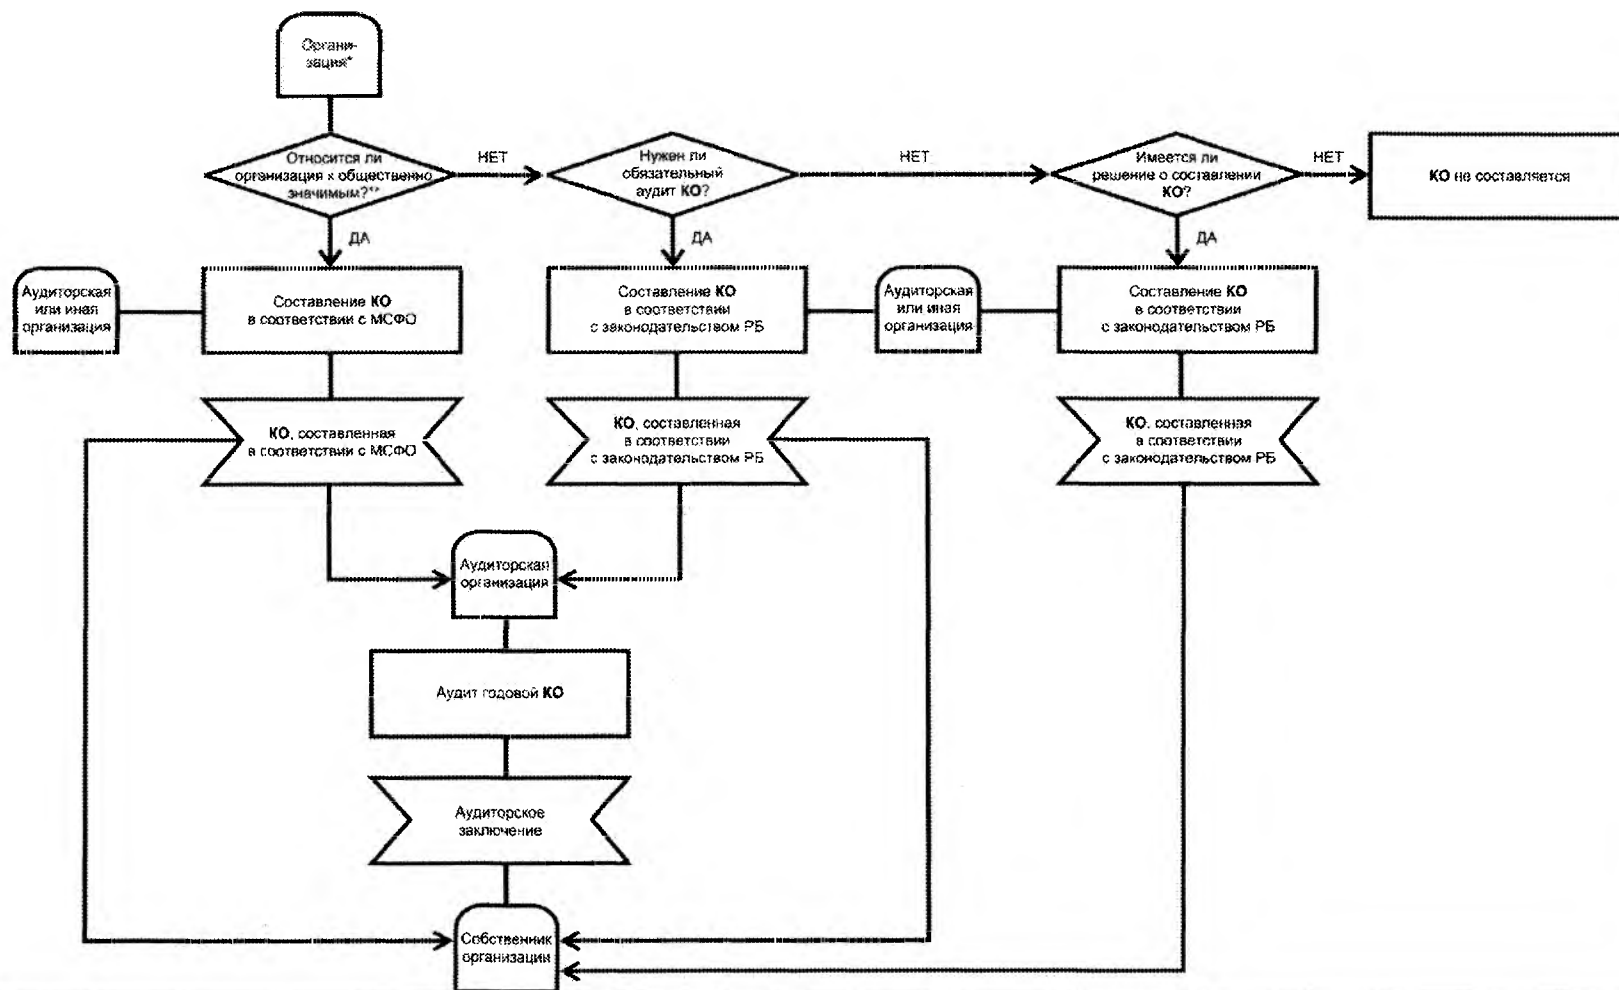 Органи-
зация*
Относится ли
организация к общественно
значимым?**
НЕТ
Нужен ли
обязательный
аудит КО?
НЕТ
Имеется ли
решение о составлении
КО?
НЕТ
КО не составляется
ДА
ДА
ДА
Аудиторская
или иная
организация
Составление КО
в соответствии с МСФО
Составление КО
в соответствии
с законодательством РБ
Аудиторская
или иная
организация
Составление КО
в соответствии
с законодательством РБ
КО, составленная
в соответствии с МСФО
КО, составленная
в соответствии
с законодательством РБ
КО, составленная
в соответствии
с законодательством РБ
Аудиторская
организация
Аудит годовой КО
Аудиторское
заключение
Собственник
организации